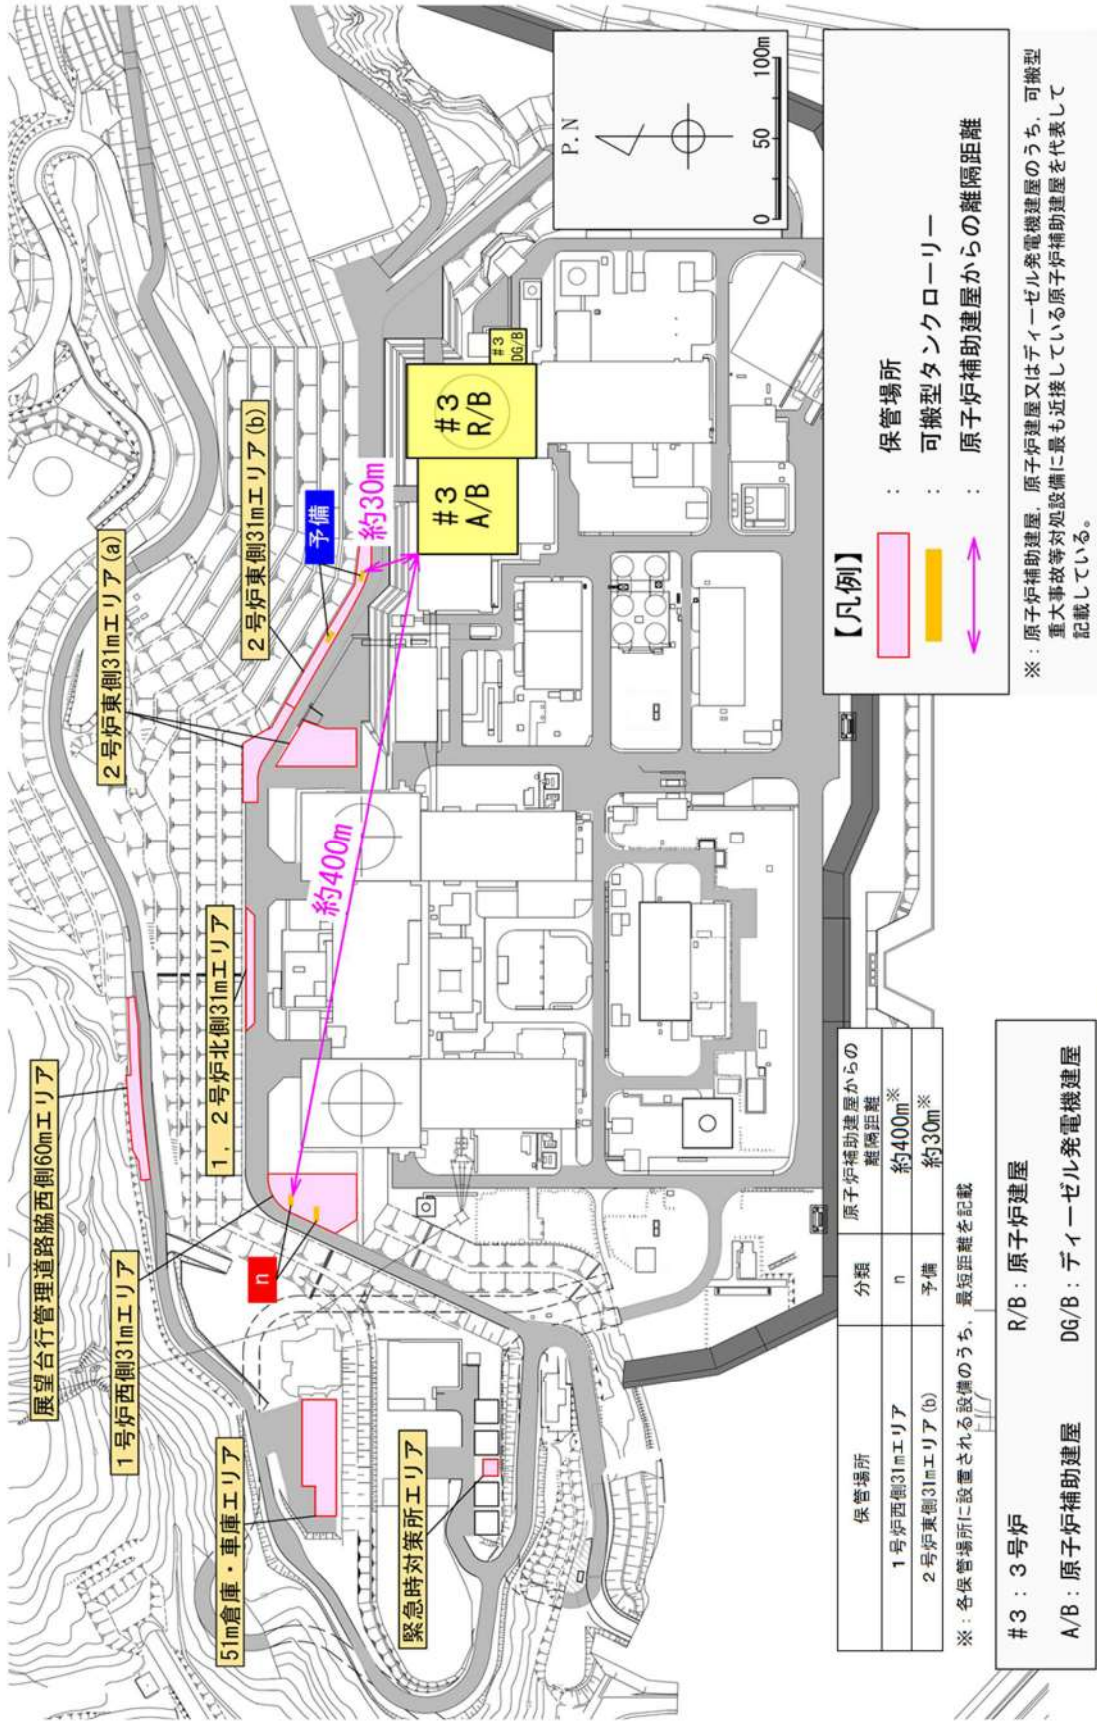 展望台行管理道路脇西側60mエリア
1号炉西側31mエリア
51m倉庫・車庫エリア
緊急時対策所エリア
1，2号炉北側31mエリア
2号炉東側31mエリア(a)
2号炉東側31mエリア(b)
予備
n
約30m
約400m
#3
A/B
#3
R/B
#3
DG/B
P.N
0 50 100m
【凡例】
： 保管場所
： 可搬型タンクローリー
： 原子炉補助建屋からの離隔距離
※：原子炉補助建屋，原子炉建屋又はディーゼル発電機建屋のうち，可搬型
重大事故等対処設備に最も近接している原子炉補助建屋を代表して
記載している。
保管場所 分類 原子炉補助建屋からの
離隔距離
1号炉西側31mエリア n 約400m※
2号炉東側31mエリア(b) 予備 約30m※
※：各保管場所に設置される設備のうち，最短距離を記載
#3：3号炉 R/B：原子炉建屋
A/B：原子炉補助建屋 DG/B：ディーゼル発電機建屋